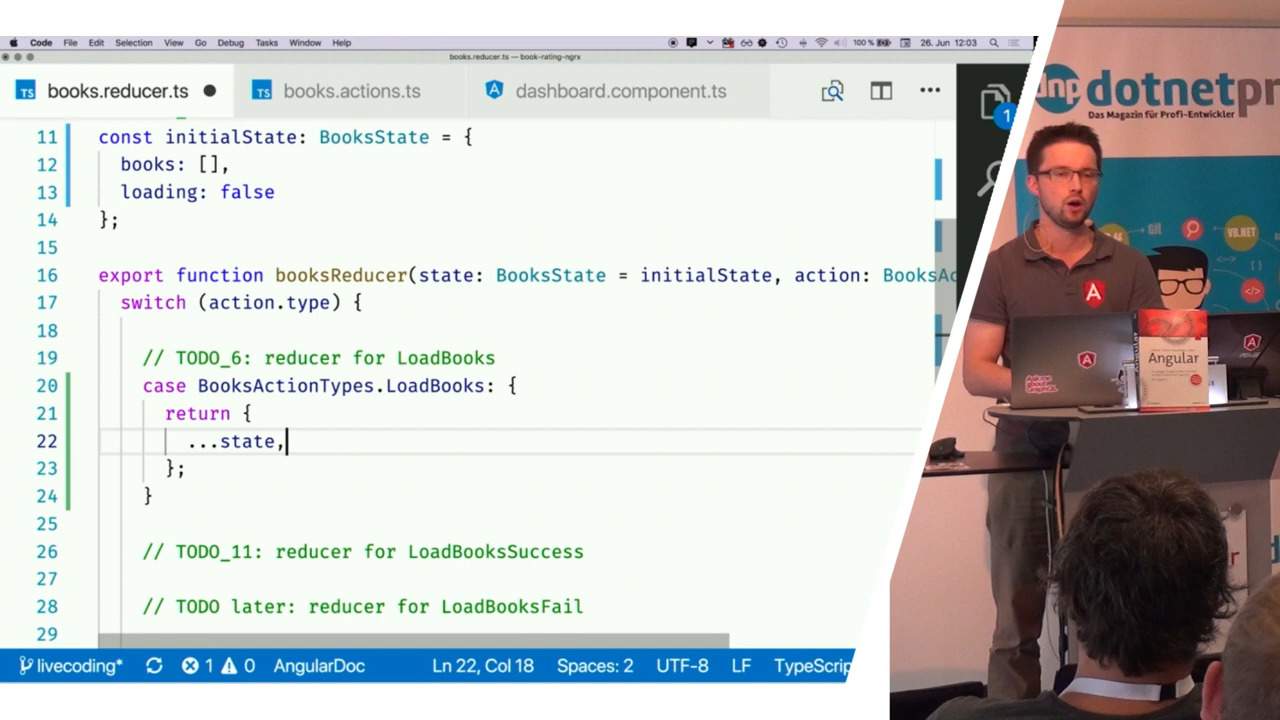 Code File Edit Selection View Go Debug Tasks Window Help 100 % 26. Jun 12:03
books.reducer.ts — book-rating-ngrx
TS books.reducer.ts ● TS books.actions.ts dashboard.component.ts •••
1
11 const initialState: BooksState = {
12 books: [],
13 loading: false
14 };
15
16 export function booksReducer(state: BooksState = initialState, action: BooksAc
17 switch (action.type) {
18
19 // TODO_6: reducer for LoadBooks
20 case BooksActionTypes.LoadBooks: {
21 return {
22 ...state,
23 };
24 }
25
26 // TODO_11: reducer for LoadBooksSuccess
27
28 // TODO later: reducer for LoadBooksFail
29
livecoding* 1 0 AngularDoc Ln 22, Col 18 Spaces: 2 UTF-8 LF TypeScrip
dnp dotnetpr
Das Magazin für Profi-Entwickler
Git
VB.NET
</>
A
Angular